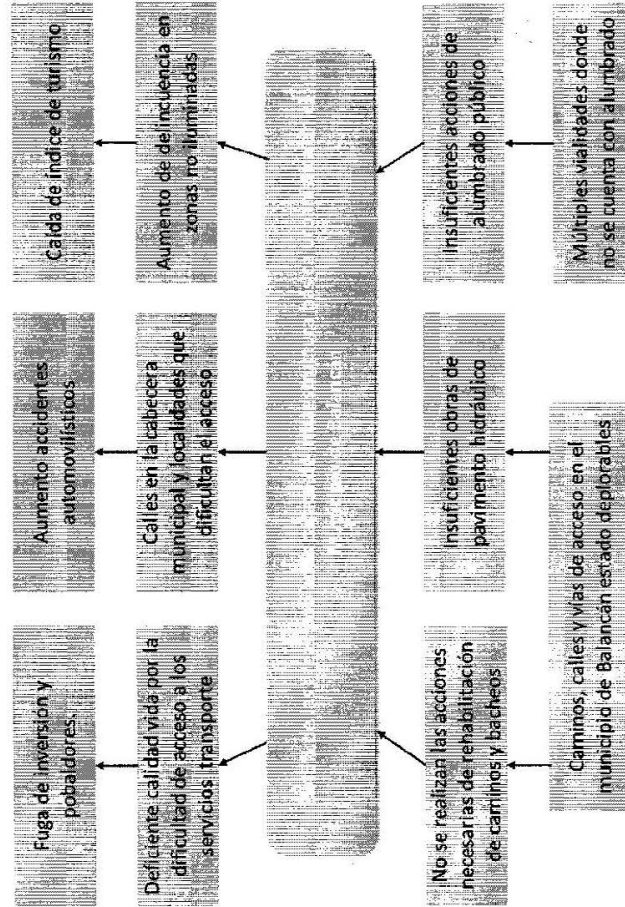 Fuga de inversión y
pobaldores.
Aumento accidentes
automovilísticos
Caída de índice de turismo
Deficiente calidad vida por la
dificultad de acceso a los
servicios transporte
Calles en la cabecera
municipal y localidades que
dificultan el acceso
Aumento de delincuencia en
zonas no iluminadas
No se realizan las acciones
necesarias de rehabilitación
de caminos y bacheos
Insuficientes obras de
pavimento hidráulico
Insuficientes acciones de
alumbrado público
Caminos, calles y vías de acceso en el
municipio de Balancán estado deplorables
Múltiples vialidades donde
no se cuenta con alumbrado